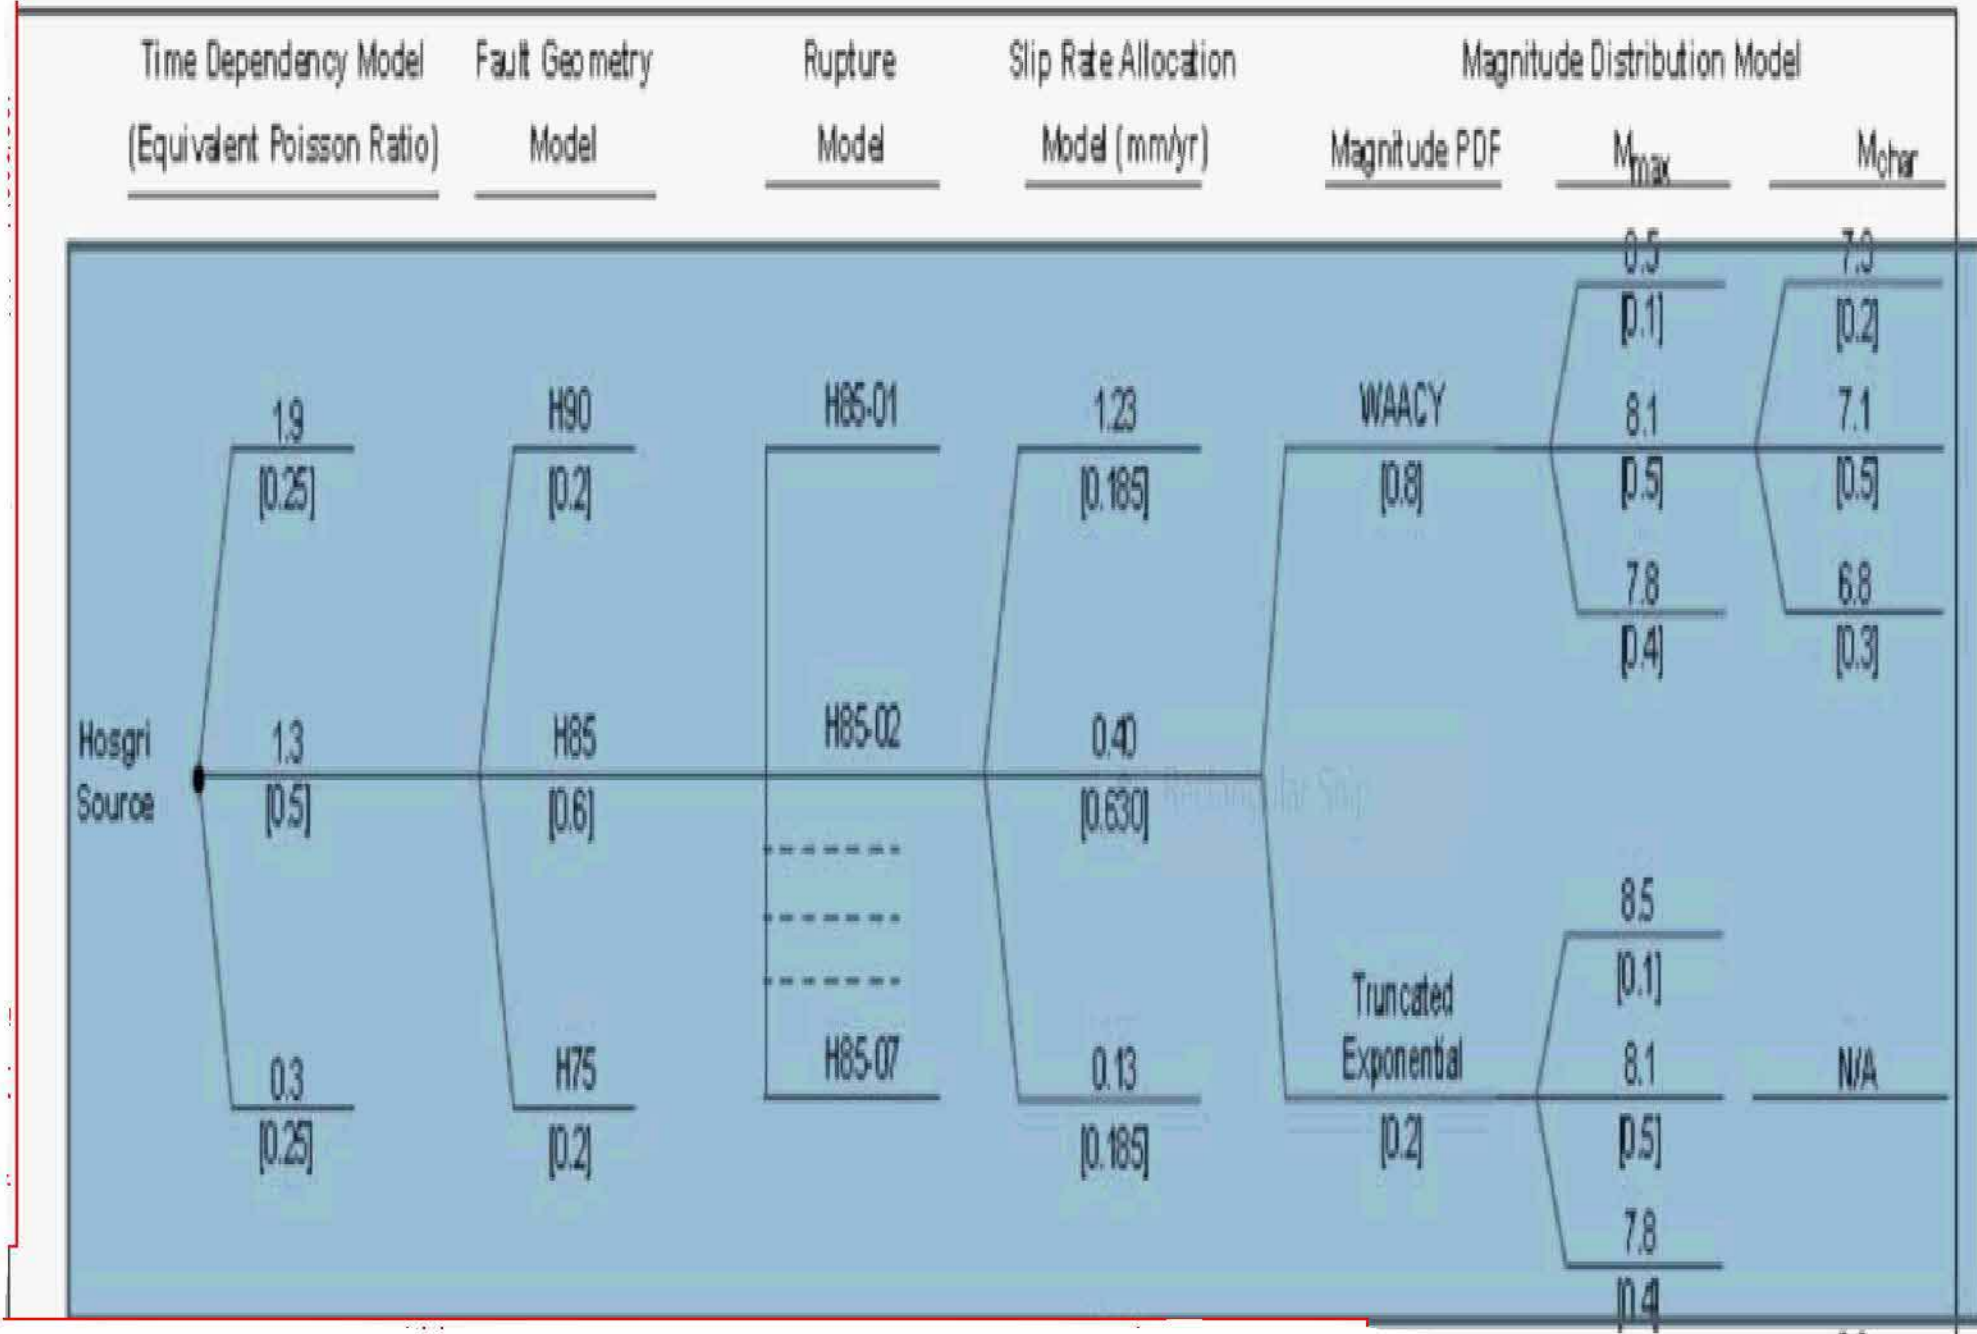 Time Dependency Model Fault Geometry Rupture Slip Rate Allocation Magnitude Distribution Model
(Equivalent Poisson Ratio) Model Model Model (mm/yr) Magnitude PDF Mmax Mchar
[0.1] [0.2]
1.9 H90 H85-01 1.23 WAACY 8.1 7.1
[0.25] [0.2] [0.185] [0.8] [0.5] [0.5]
7.8 6.8
[0.4] [0.3]
Hosgri 1.3 H85 H85-02 0.40
Source [0.5] [0.6] [0.630] Rectangular Snip
8.5
[0.1]
Truncated
0.3 H75 H85-07 0.13 Exponential 8.1 N/A
[0.25] [0.2] [0.185] [0.2] [0.5]
7.8
[0.4]